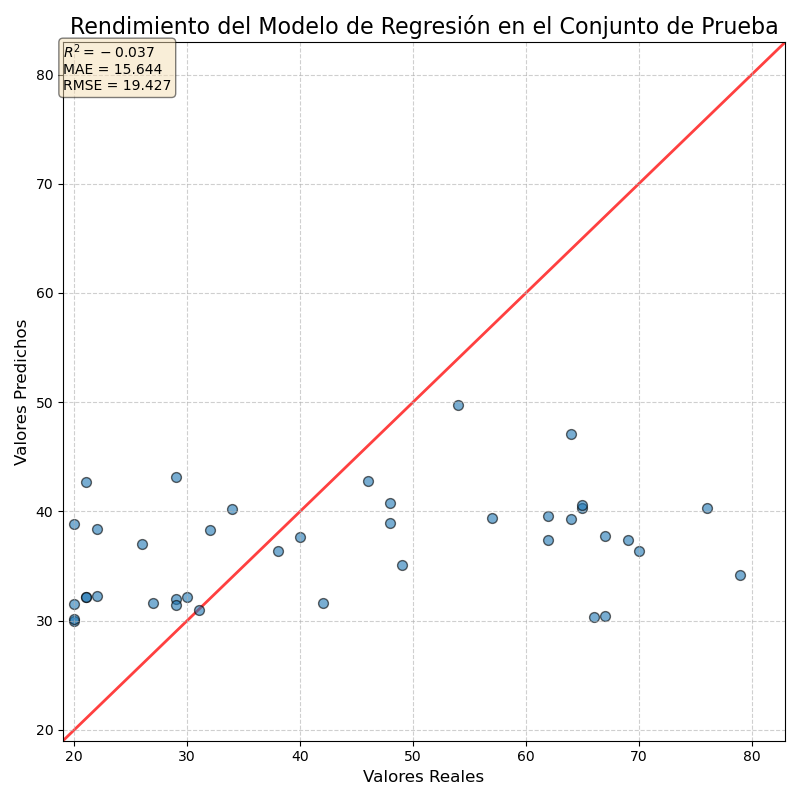 Rendimiento del Modelo de Regresión en el Conjunto de Prueba
R² = −0.037
MAE = 15.644
RMSE = 19.427
Valores Predichos
80
70
60
50
40
30
20
20 30 40 50 60 70 80
Valores Reales